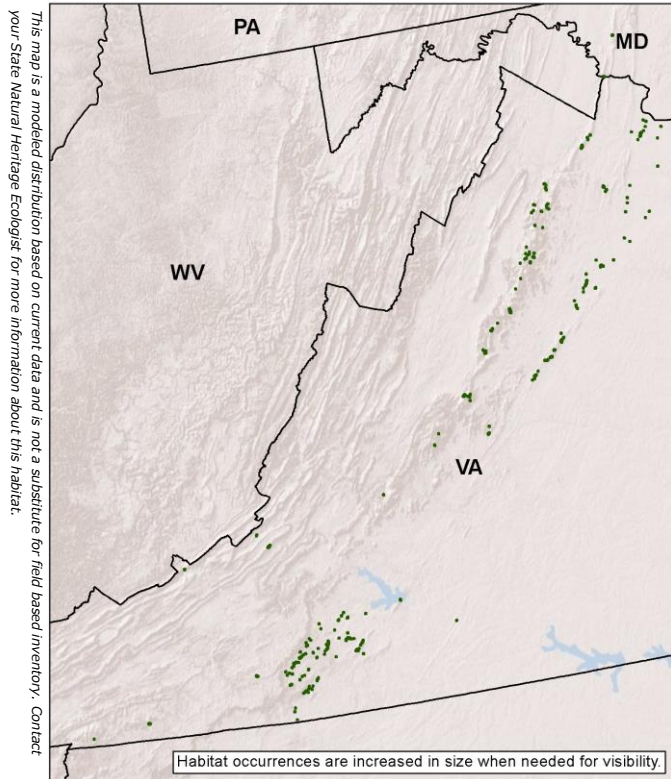 PA
MD
WV
VA
Habitat occurrences are increased in size when needed for visibility.
This map is a modeled distribution based on current data and is not a substitute for field based inventory. Contact
your State Natural Heritage Ecologist for more information about this habitat.